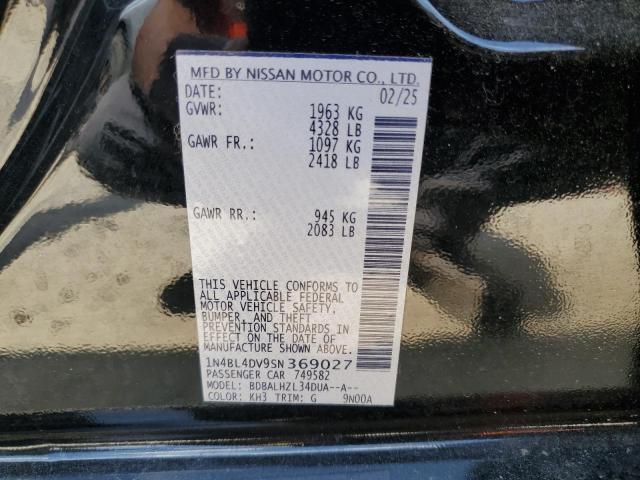 MFD BY NISSAN MOTOR CO., LTD.
DATE: 02/25
GVWR: 1963 KG
4328 LB
GAWR FR.: 1097 KG
2418 LB
GAWR RR.: 945 KG
2083 LB
THIS VEHICLE CONFORMS TO
ALL APPLICABLE FEDERAL
MOTOR VEHICLE SAFETY,
BUMPER, AND THEFT
PREVENTION STANDARDS IN
EFFECT ON THE DATE OF
MANUFACTURE SHOWN ABOVE.
1N4BL4DV9SN369027
PASSENGER CAR 749582
MODEL: BDBALHZL34DUA--A--
COLOR: KH3 TRIM: G 9N00A